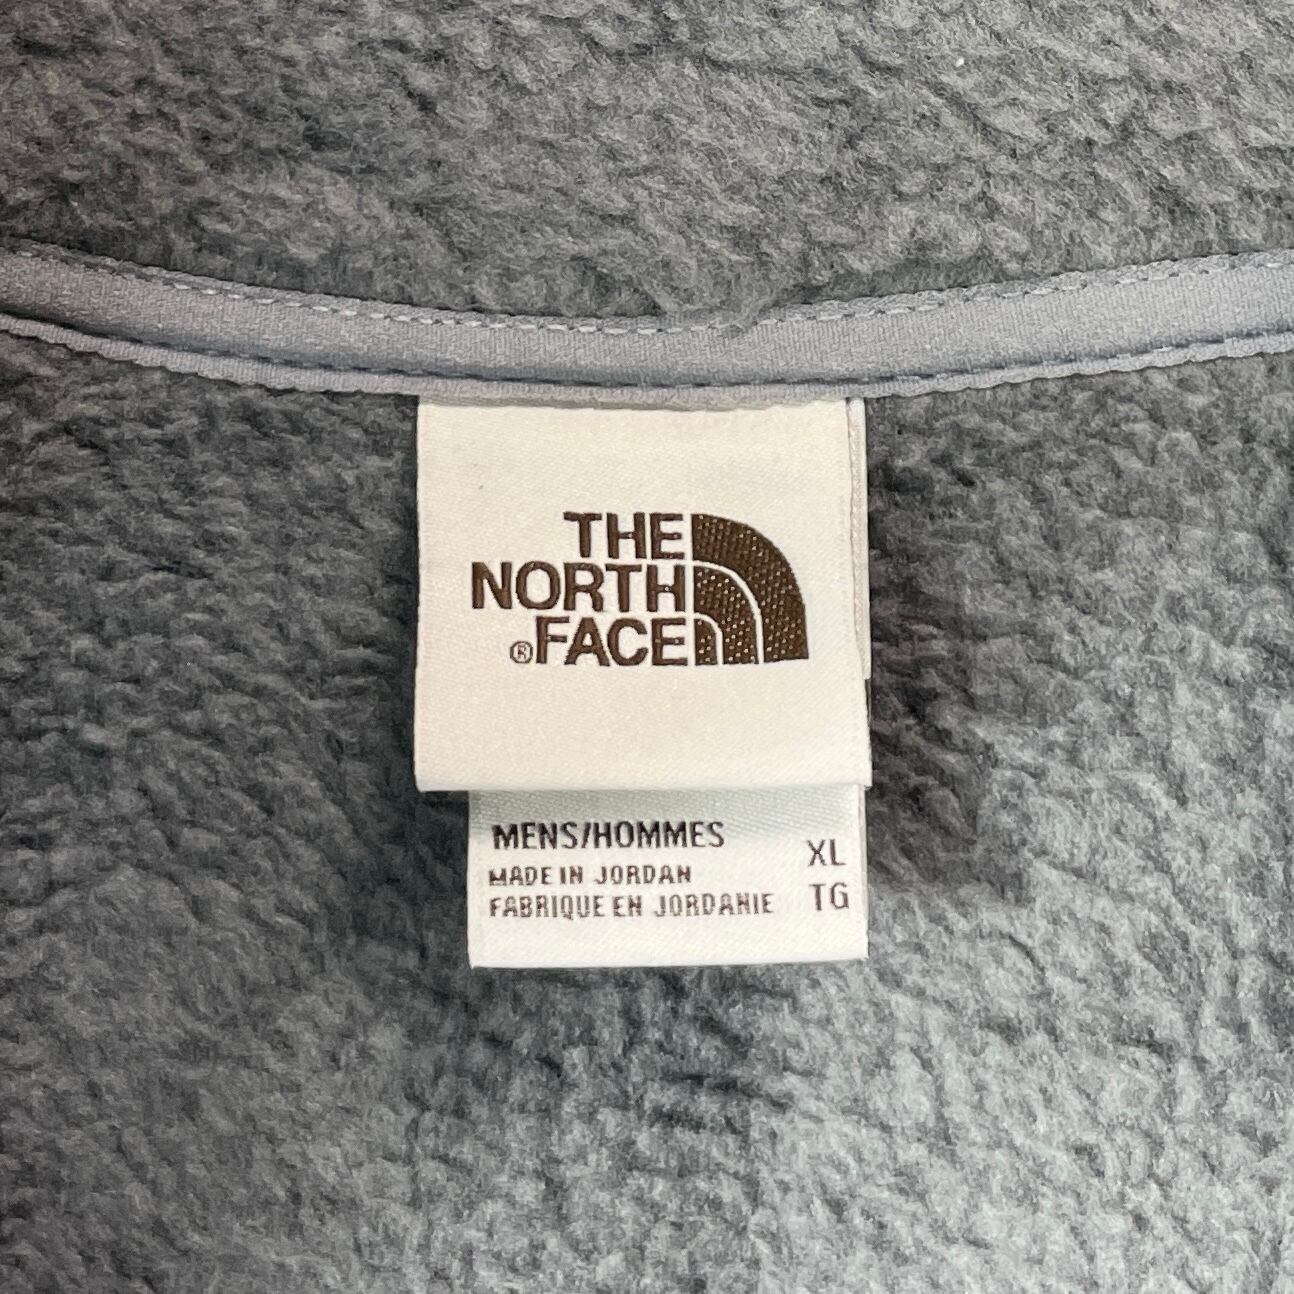 THE
NORTH
®FACE
MENS/HOMMES XL
MADE IN JORDAN
FABRIQUE EN JORDANIE TG